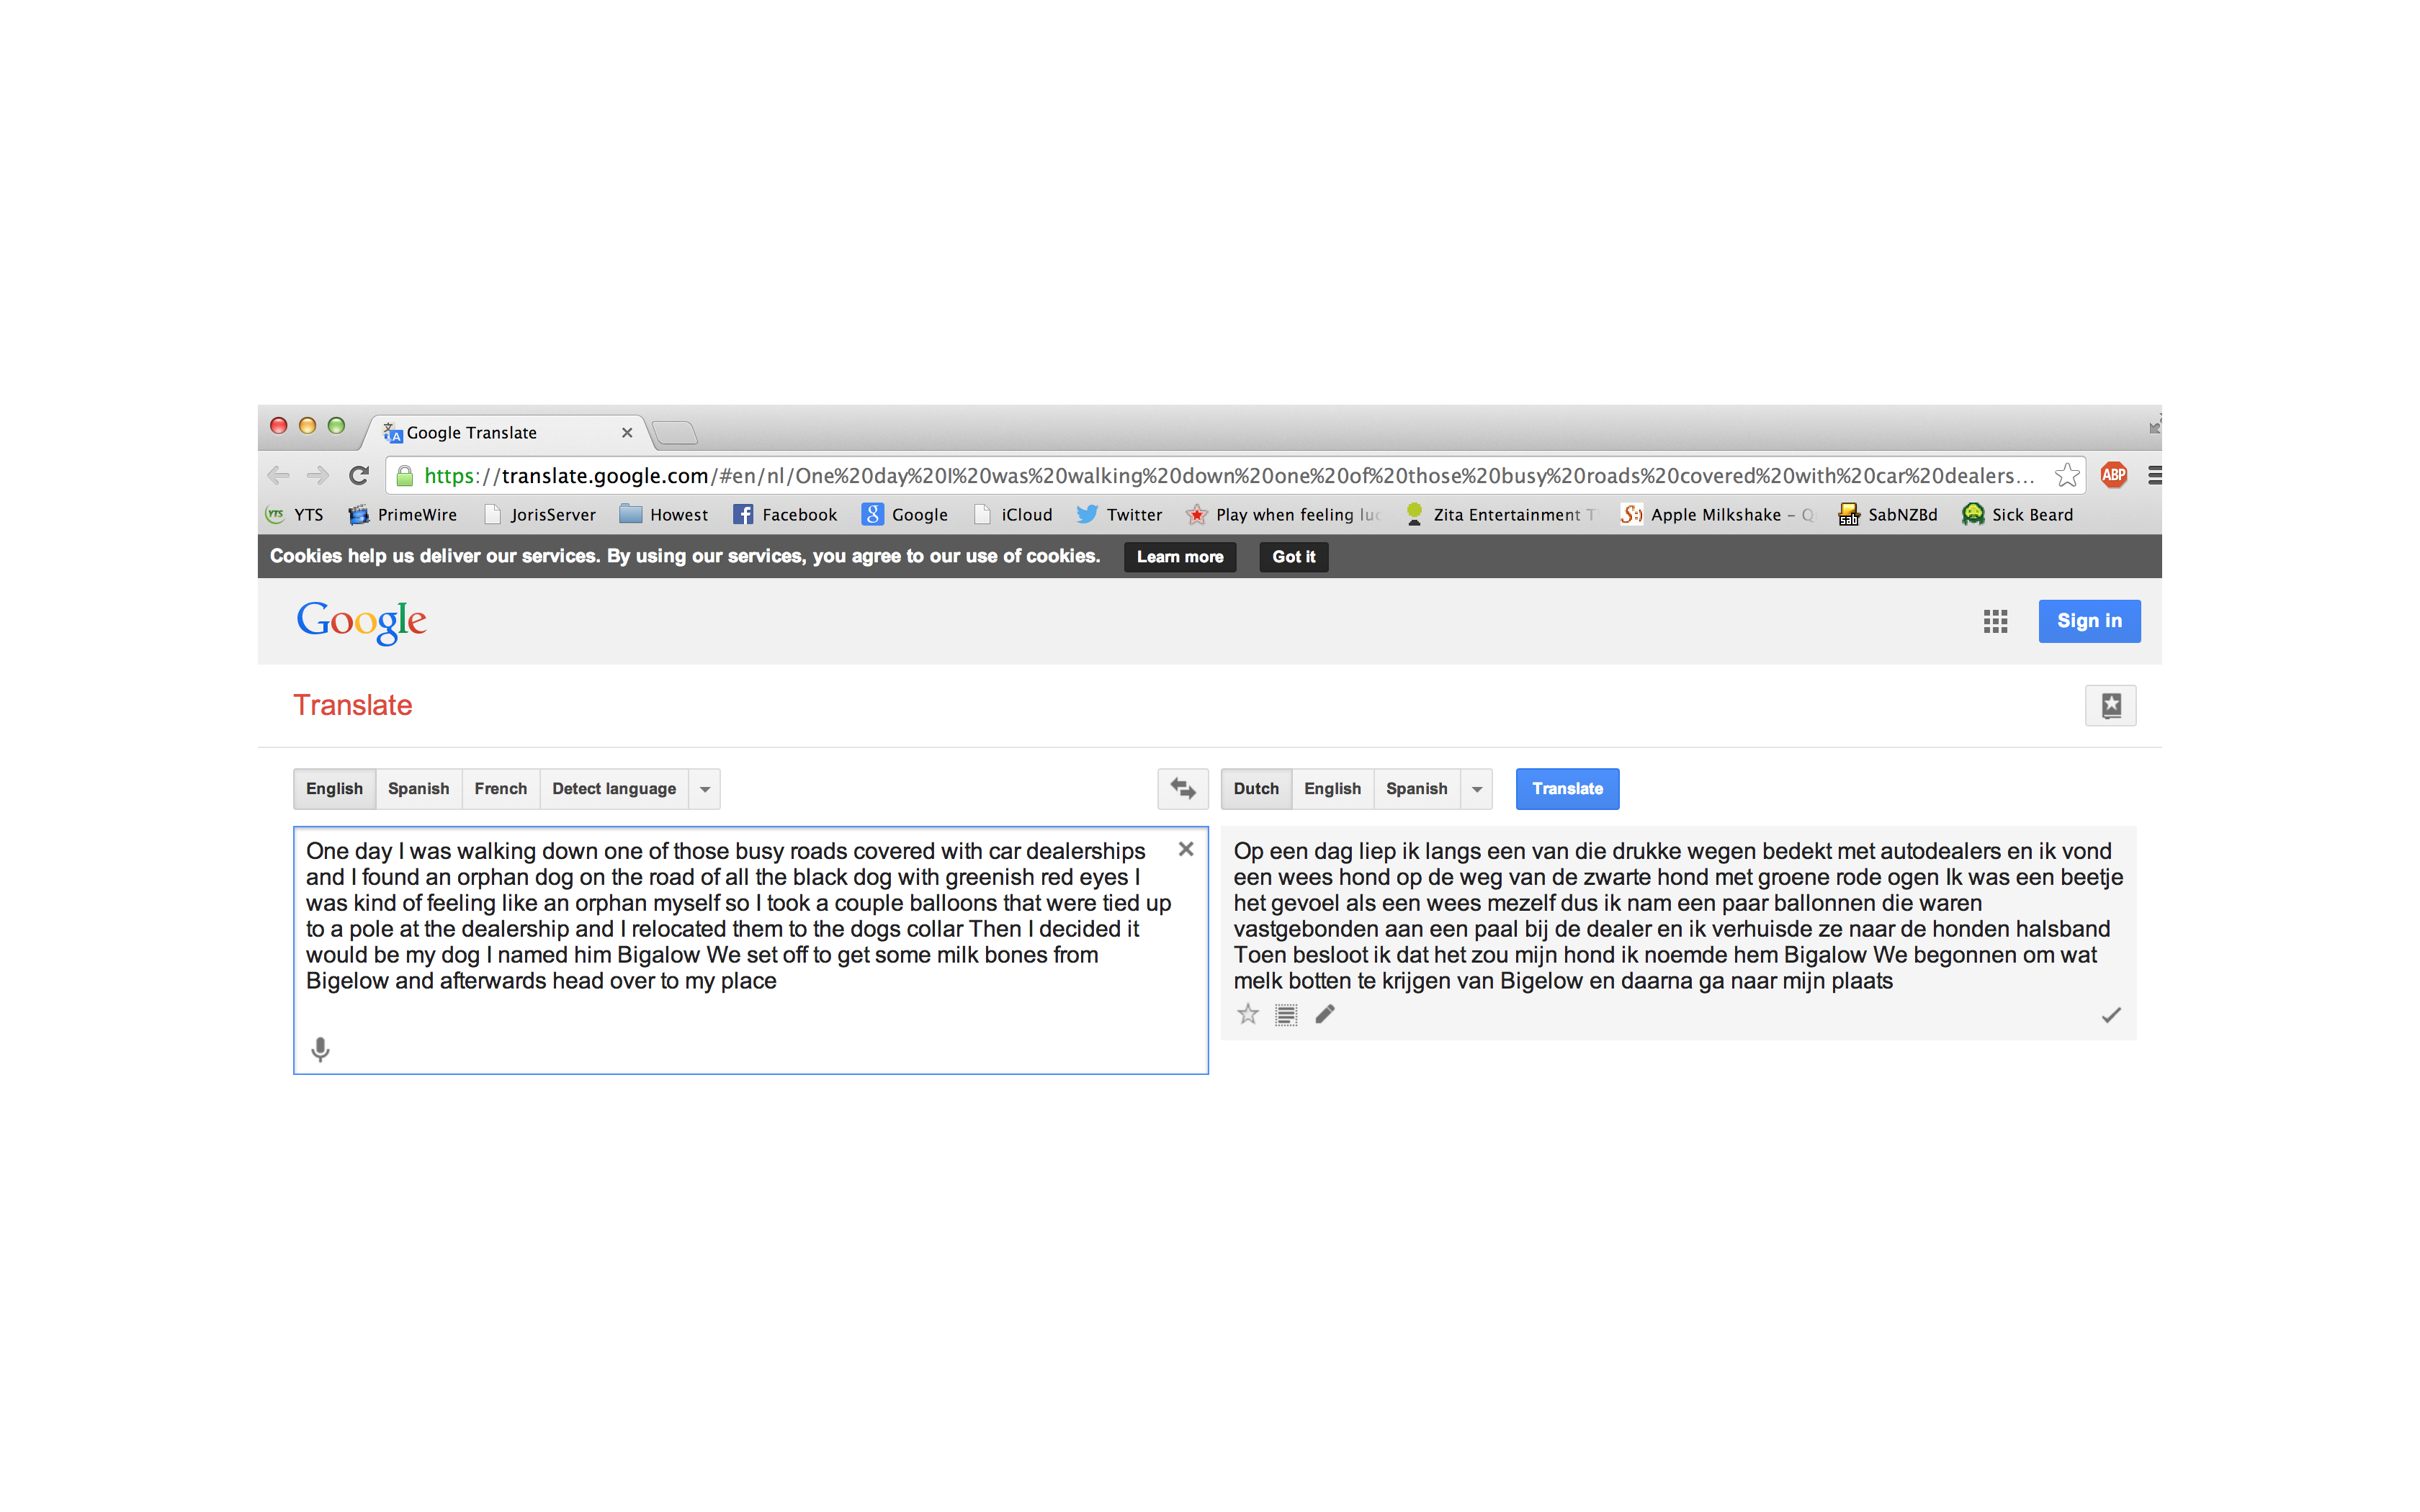 Google Translate
https://translate.google.com/#en/nl/One%20day%20I%20was%20walking%20down%20one%20of%20those%20busy%20roads%20covered%20with%20car%20dealers...
ABP
YTS PrimeWire JorisServer Howest Facebook Google iCloud Twitter Play when feeling luc Zita Entertainment T Apple Milkshake – Q SabNZBd Sick Beard
Cookies help us deliver our services. By using our services, you agree to our use of cookies. Learn more Got it
Google Sign in
Translate
English Spanish French Detect language Dutch English Spanish Translate
One day I was walking down one of those busy roads covered with car dealerships
and I found an orphan dog on the road of all the black dog with greenish red eyes I
was kind of feeling like an orphan myself so I took a couple balloons that were tied up
to a pole at the dealership and I relocated them to the dogs collar Then I decided it
would be my dog I named him Bigalow We set off to get some milk bones from
Bigelow and afterwards head over to my place
Op een dag liep ik langs een van die drukke wegen bedekt met autodealers en ik vond
een wees hond op de weg van de zwarte hond met groene rode ogen Ik was een beetje
het gevoel als een wees mezelf dus ik nam een paar ballonnen die waren
vastgebonden aan een paal bij de dealer en ik verhuisde ze naar de honden halsband
Toen besloot ik dat het zou mijn hond ik noemde hem Bigalow We begonnen om wat
melk botten te krijgen van Bigelow en daarna ga naar mijn plaats